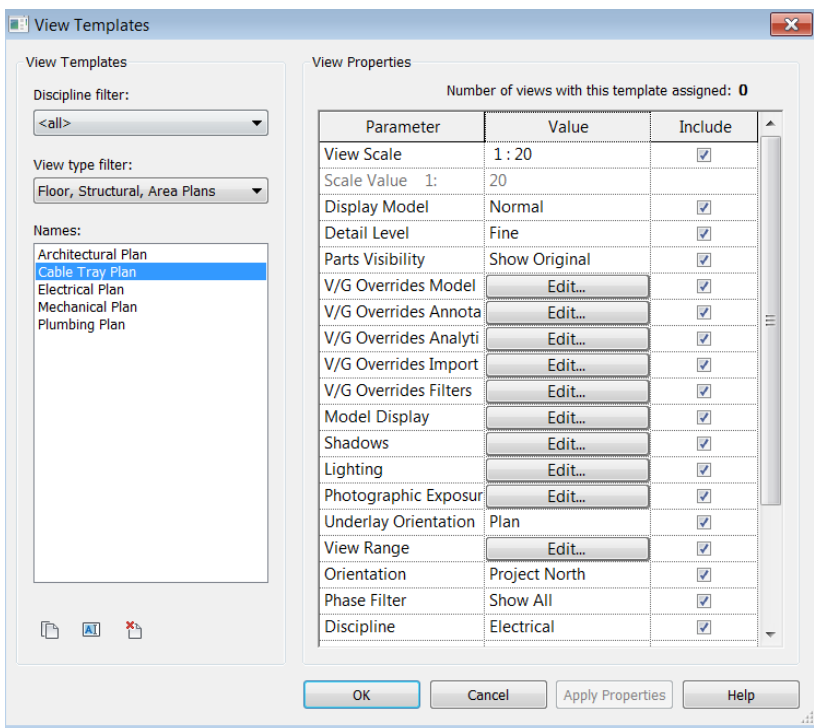 View Templates
View Templates
Discipline filter:
<all>
View type filter:
Floor, Structural, Area Plans
Names:
Architectural Plan
Cable Tray Plan
Electrical Plan
Mechanical Plan
Plumbing Plan
View Properties
Number of views with this template assigned: 0
Parameter Value Include
View Scale 1 : 20
Scale Value 1: 20
Display Model Normal
Detail Level Fine
Parts Visibility Show Original
V/G Overrides Model Edit...
V/G Overrides Annota Edit...
V/G Overrides Analyti Edit...
V/G Overrides Import Edit...
V/G Overrides Filters Edit...
Model Display Edit...
Shadows Edit...
Lighting Edit...
Photographic Exposur Edit...
Underlay Orientation Plan
View Range Edit...
Orientation Project North
Phase Filter Show All
Discipline Electrical
OK Cancel Apply Properties Help